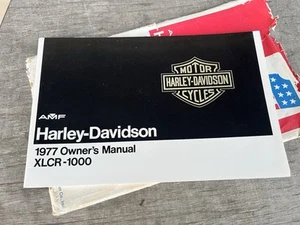 MOTOR
HARLEY-DAVIDSON
CYCLES
AMF
Harley-Davidson
1977 Owner's Manual
XLCR-1000